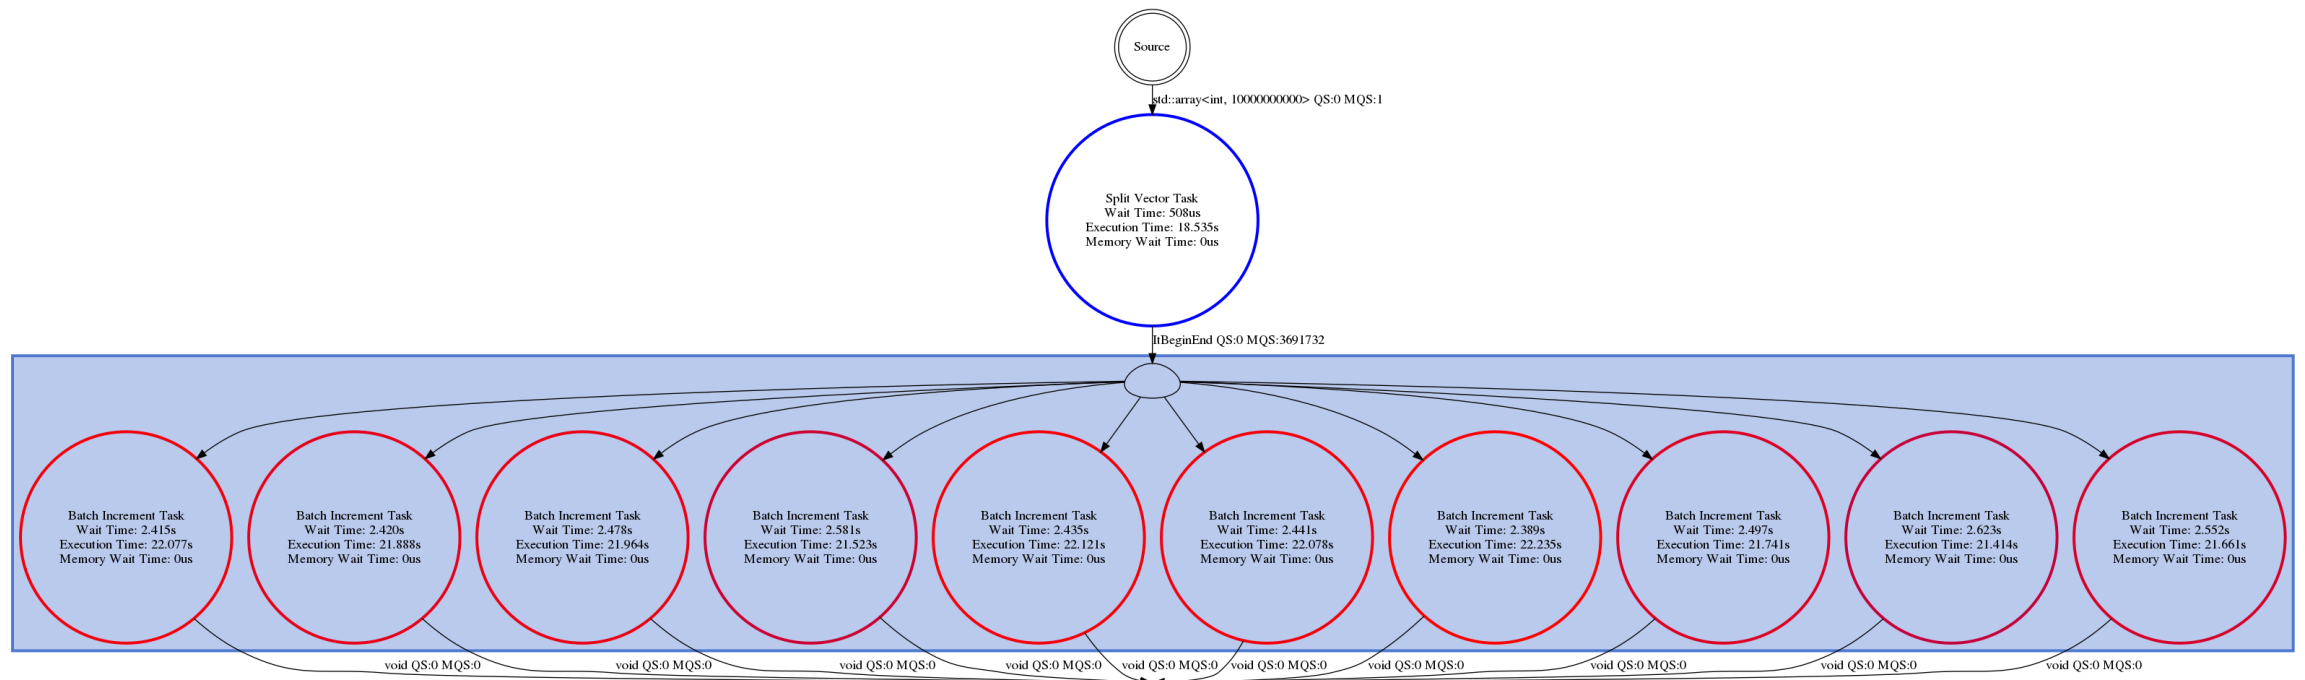 Source
std::array<int, 10000000000> QS:0 MQS:1
Split Vector Task
Wait Time: 508us
Execution Time: 18.535s
Memory Wait Time: 0us
ItBeginEnd QS:0 MQS:3691732
Batch Increment Task
Wait Time: 2.415s
Execution Time: 22.077s
Memory Wait Time: 0us
Batch Increment Task
Wait Time: 2.420s
Execution Time: 21.888s
Memory Wait Time: 0us
Batch Increment Task
Wait Time: 2.478s
Execution Time: 21.964s
Memory Wait Time: 0us
Batch Increment Task
Wait Time: 2.581s
Execution Time: 21.523s
Memory Wait Time: 0us
Batch Increment Task
Wait Time: 2.435s
Execution Time: 22.121s
Memory Wait Time: 0us
Batch Increment Task
Wait Time: 2.441s
Execution Time: 22.078s
Memory Wait Time: 0us
Batch Increment Task
Wait Time: 2.389s
Execution Time: 22.235s
Memory Wait Time: 0us
Batch Increment Task
Wait Time: 2.497s
Execution Time: 21.741s
Memory Wait Time: 0us
Batch Increment Task
Wait Time: 2.623s
Execution Time: 21.414s
Memory Wait Time: 0us
Batch Increment Task
Wait Time: 2.552s
Execution Time: 21.661s
Memory Wait Time: 0us
void QS:0 MQS:0
void QS:0 MQS:0
void QS:0 MQS:0
void QS:0 MQS:0
void QS:0 MQS:0
void QS:0 MQS:0
void QS:0 MQS:0
void QS:0 MQS:0
void QS:0 MQS:0
void QS:0 MQS:0